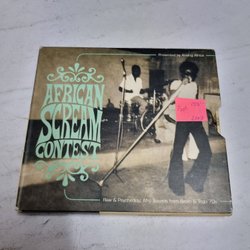 Presented by Analog Africa
AFRICAN
SCREAM
CONTEST
Raw & Psychedelic Afro Sounds from Benin & Togo 70s